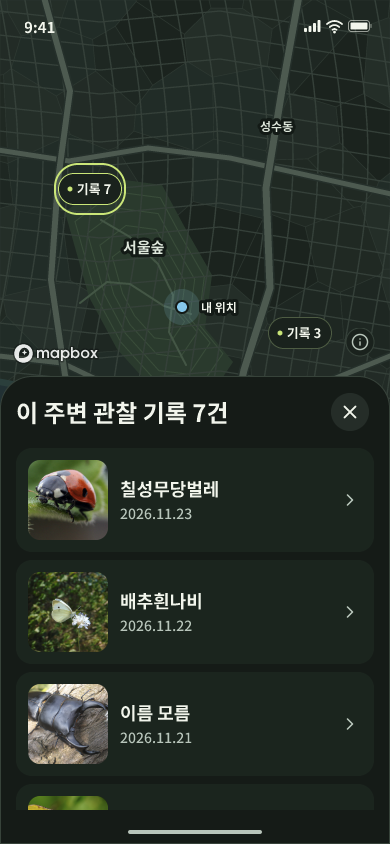 9:41
성수동
기록 7
서울숲
내 위치
기록 3
mapbox
이 주변 관찰 기록 7건
칠성무당벌레
2026.11.23
배추흰나비
2026.11.22
이름 모름
2026.11.21